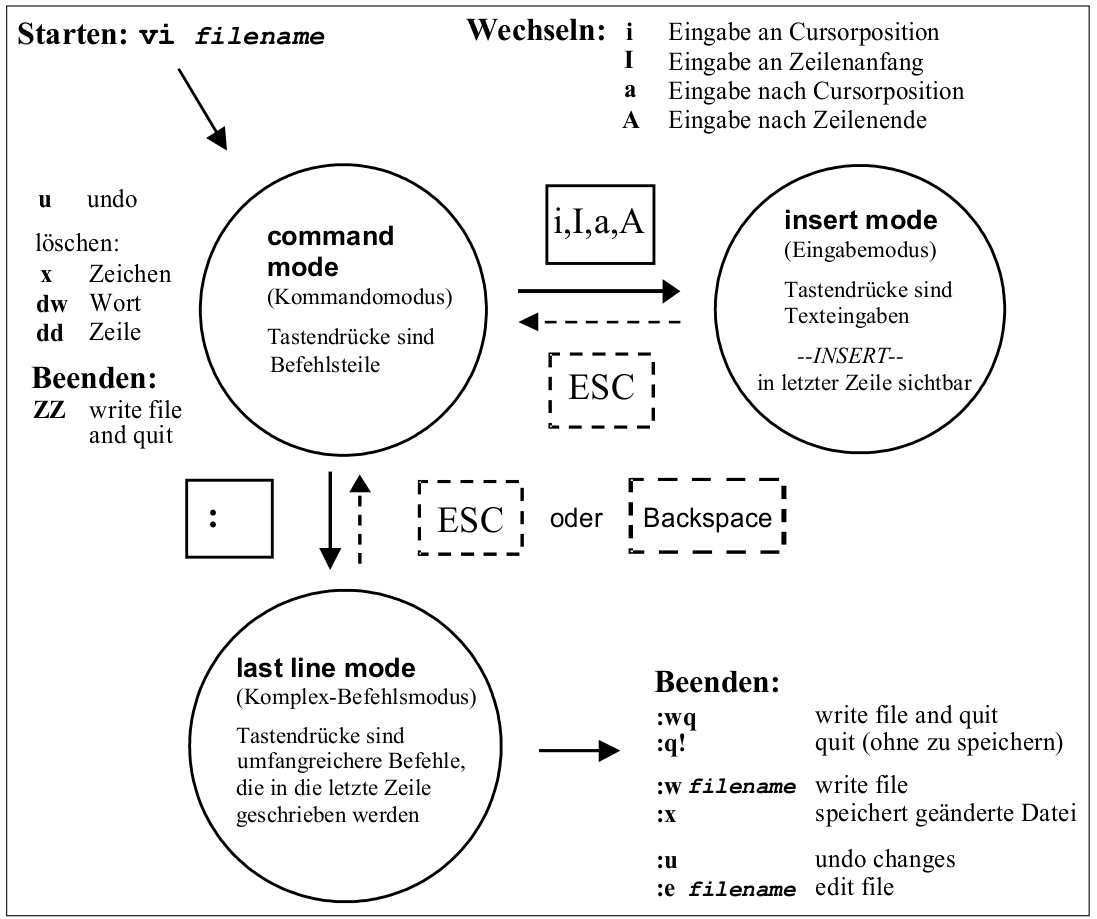 Starten: vi filename
Wechseln: i Eingabe an Cursorposition
I Eingabe an Zeilenanfang
a Eingabe nach Cursorposition
A Eingabe nach Zeilenende
u undo
löschen:
x Zeichen
dw Wort
dd Zeile
Beenden:
ZZ write file
and quit
command
mode
(Kommandomodus)
Tastendrücke sind
Befehlsteile
i,I,a,A
ESC
insert mode
(Eingabemodus)
Tastendrücke sind
Texteingaben
--INSERT--
in letzter Zeile sichtbar
:
ESC oder Backspace
last line mode
(Komplex-Befehlsmodus)
Tastendrücke sind
umfangreichere Befehle,
die in die letzte Zeile
geschrieben werden
Beenden:
:wq write file and quit
:q! quit (ohne zu speichern)
:w filename write file
:x speichert geänderte Datei
:u undo changes
:e filename edit file